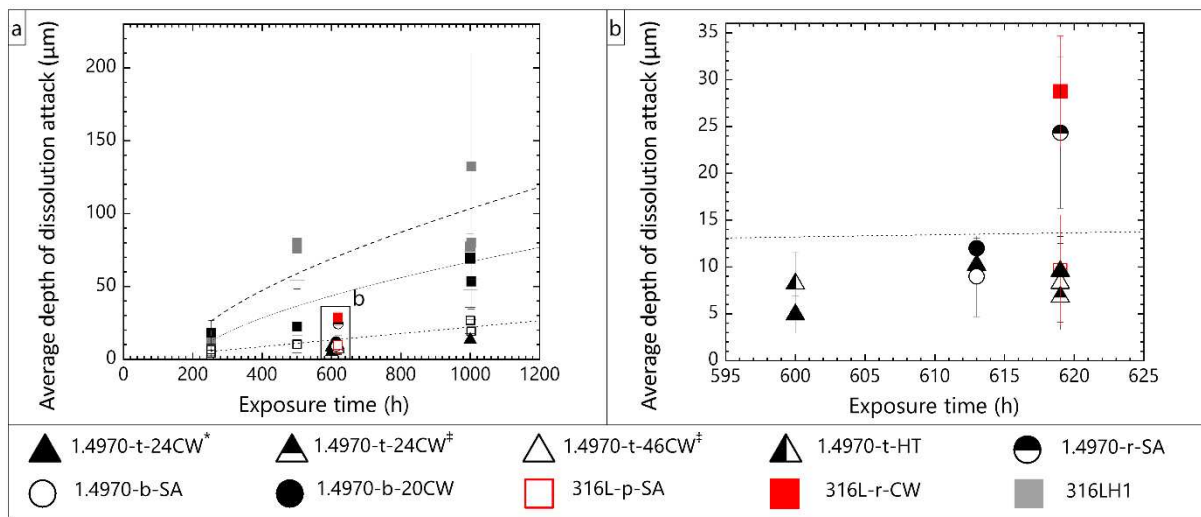 a
Average depth of dissolution attack (µm)
200
150
100
50
0
b
0 200 400 600 800 1000 1200
Exposure time (h)
b
Average depth of dissolution attack (µm)
35
30
25
20
15
10
5
0
595 600 605 610 615 620 625
Exposure time (h)
1.4970-t-24CW* 1.4970-t-24CW‡ 1.4970-t-46CW‡ 1.4970-t-HT 1.4970-r-SA
1.4970-b-SA 1.4970-b-20CW 316L-p-SA 316L-r-CW 316LH1